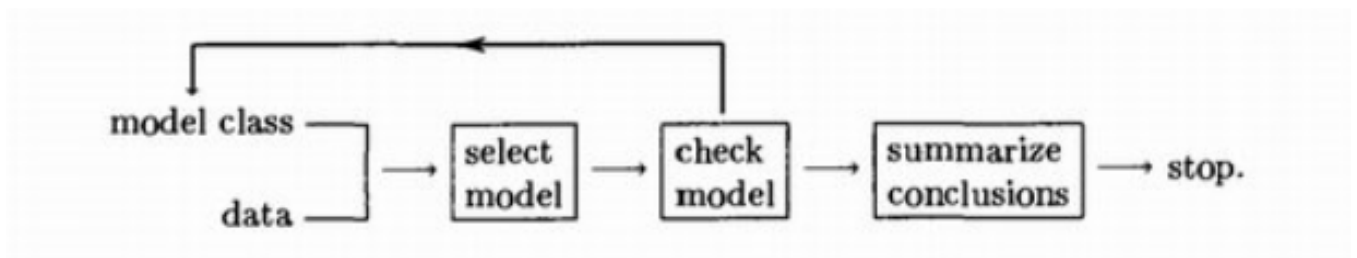 model class
data
select
model
check
model
summarize
conclusions
stop.